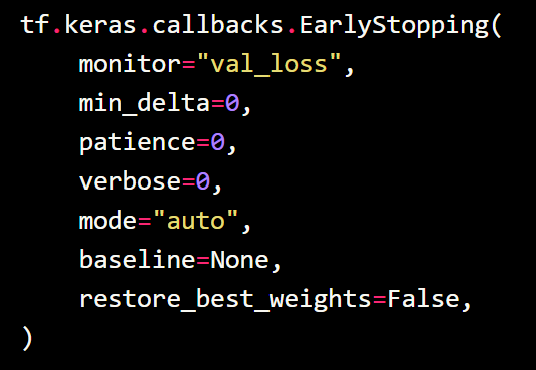 tf.keras.callbacks.EarlyStopping(
    monitor="val_loss",
    min_delta=0,
    patience=0,
    verbose=0,
    mode="auto",
    baseline=None,
    restore_best_weights=False,
)